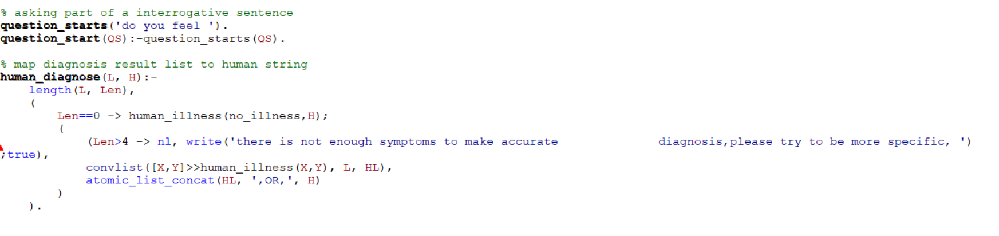 % asking part of a interrogative sentence
question_starts('do you feel ').
question_start(QS):-question_starts(QS).
% map diagnosis result list to human string
human_diagnose(L, H):-
length(L, Len),
(
Len==0 -> human_illness(no_illness,H);
(
(Len>4 -> nl, write('there is not enough symptoms to make accurate diagnosis,please try to be more specific, ')
;true),
convlist([X,Y]>>human_illness(X,Y), L, HL),
atomic_list_concat(HL, ',OR,', H)
)
).